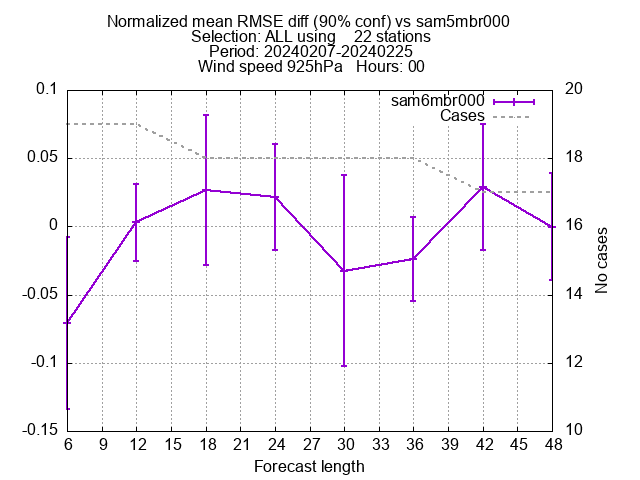 Normalized mean RMSE diff (90% conf) vs sam5mbr000
Selection: ALL using    22 stations
Period: 20240207-20240225
Wind speed 925hPa   Hours: 00
sam6mbr000
Cases
0.1
0.05
0
-0.05
-0.1
-0.15
20
18
16
14
12
10
No cases
6 9 12 15 18 21 24 27 30 33 36 39 42 45 48
Forecast length